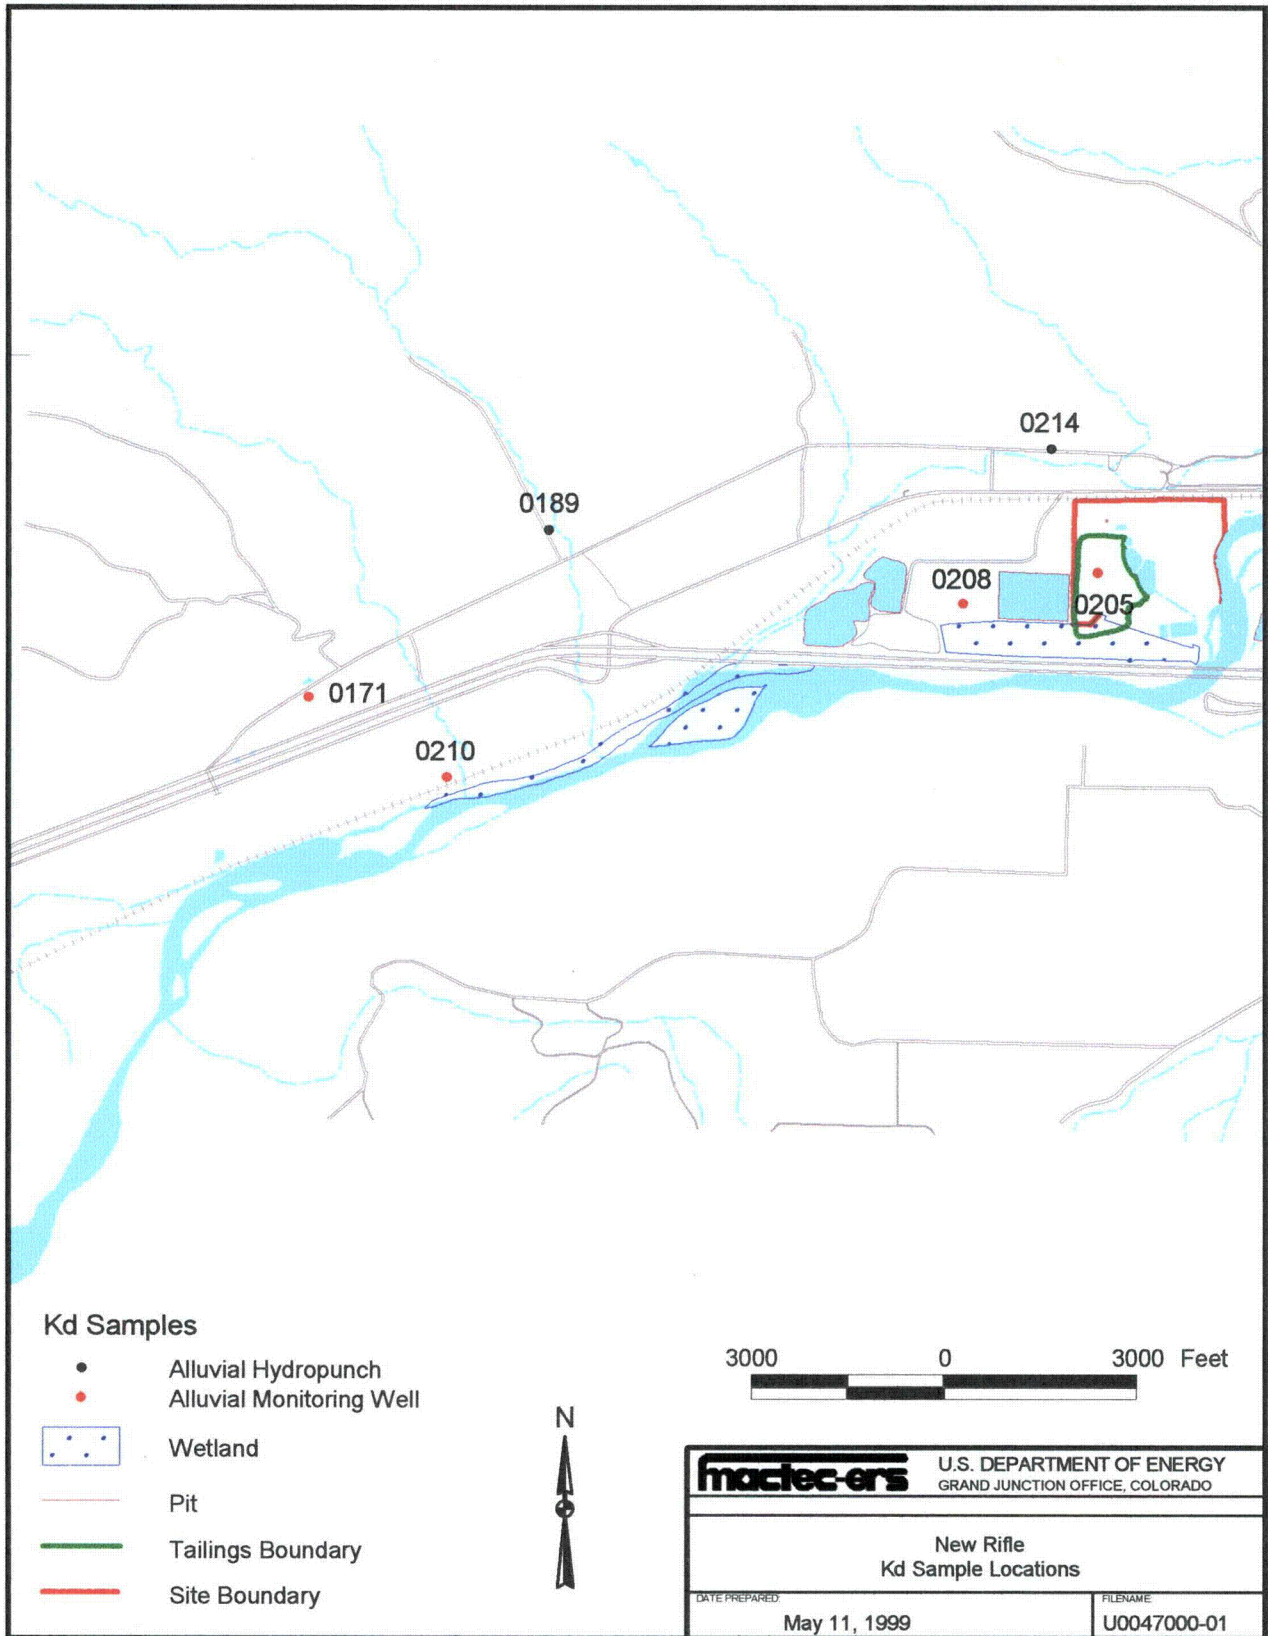 0214
0189
0208
0205
0171
0210
Kd Samples
Alluvial Hydropunch
Alluvial Monitoring Well
Wetland
Pit
Tailings Boundary
Site Boundary
N
3000 0 3000 Feet
mactec-ers
U.S. DEPARTMENT OF ENERGY
GRAND JUNCTION OFFICE, COLORADO
New Rifle
Kd Sample Locations
DATE PREPARED:
May 11, 1999
FILENAME:
U0047000-01